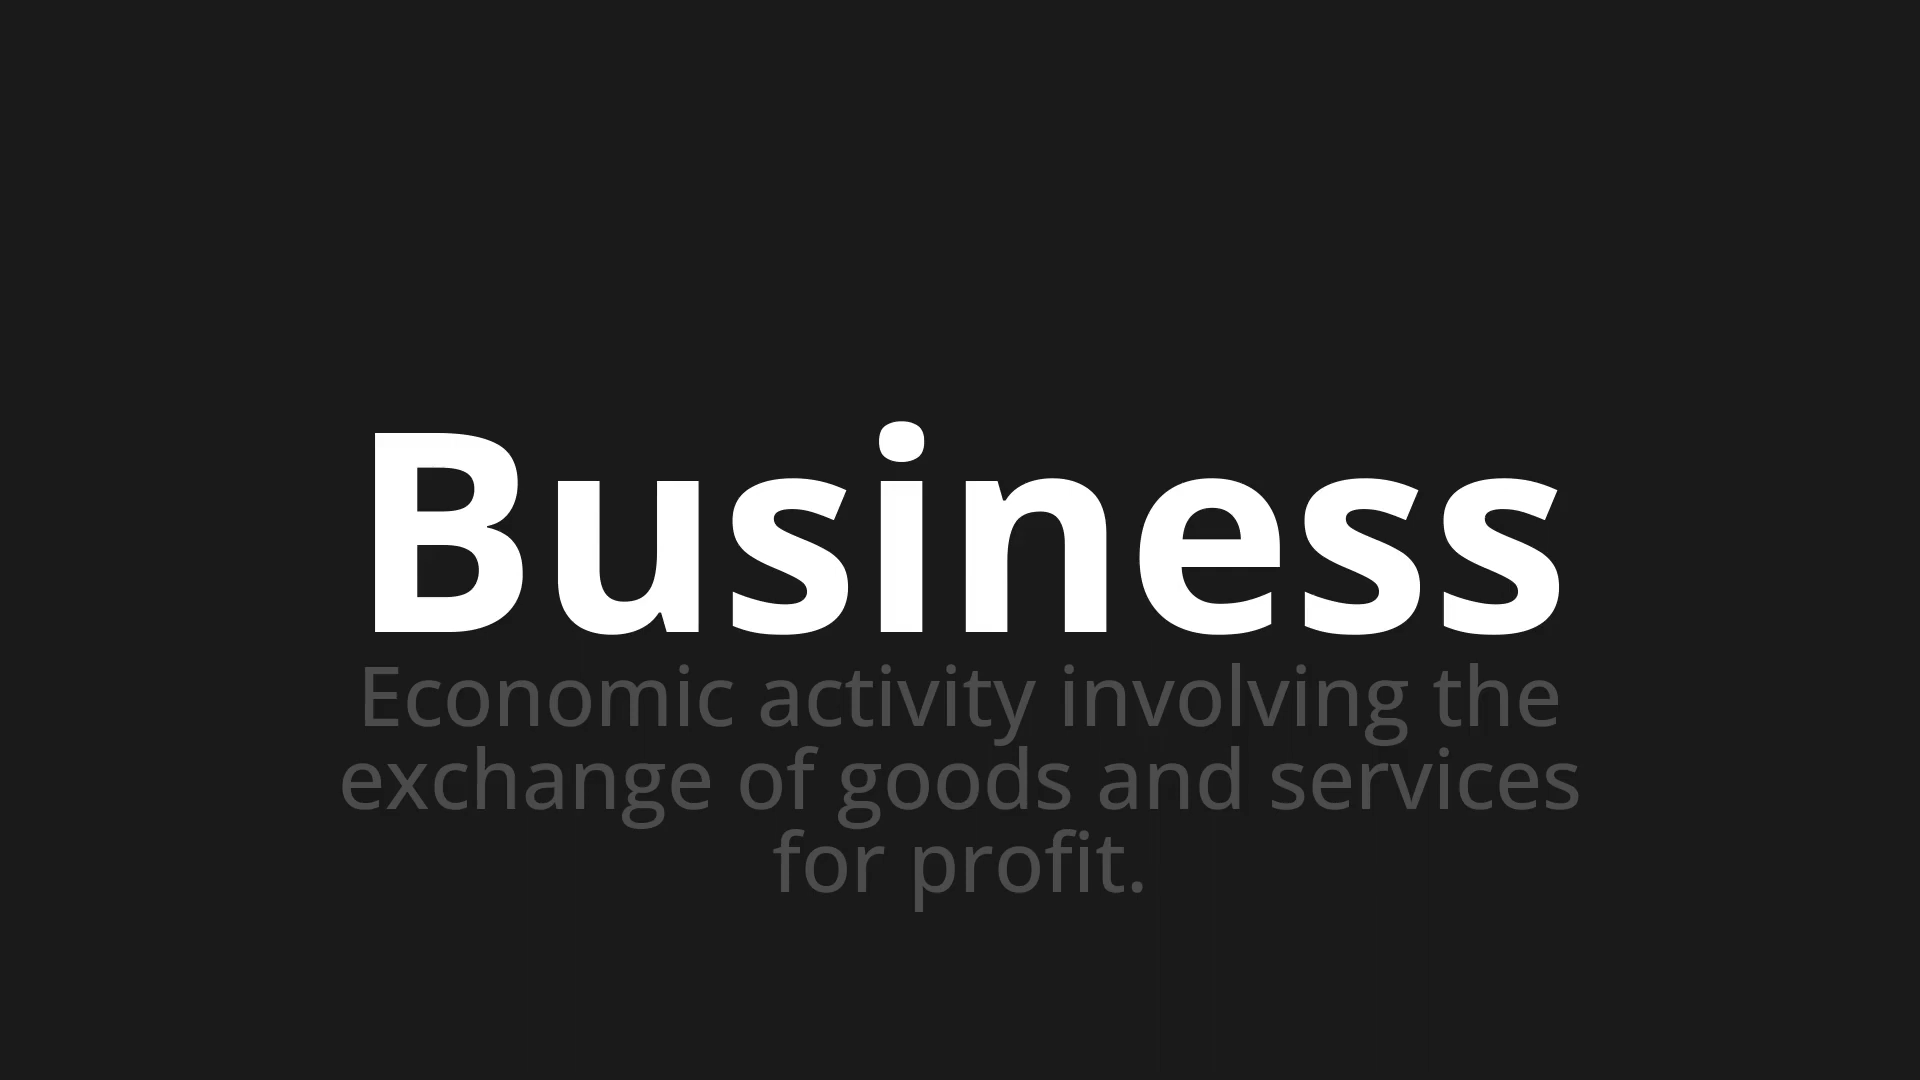 Business
Economic activity involving the
exchange of goods and services
for profit.